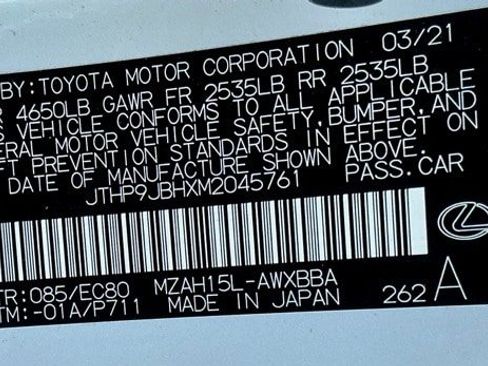 BY: TOYOTA MOTOR CORPORATION 03/21
4650LB GAWR FR 2535LB RR 2535LB
VEHICLE CONFORMS TO ALL APPLICABLE
ERAL MOTOR VEHICLE SAFETY, BUMPER, AND
FT PREVENTION STANDARDS IN EFFECT ON
DATE OF MANUFACTURE SHOWN ABOVE.
JTHP9JBHXM2045761 PASS. CAR
TR: 085/EC80 MZAH15L-AWXBBA
TM: -01A/P711 MADE IN JAPAN 262 A